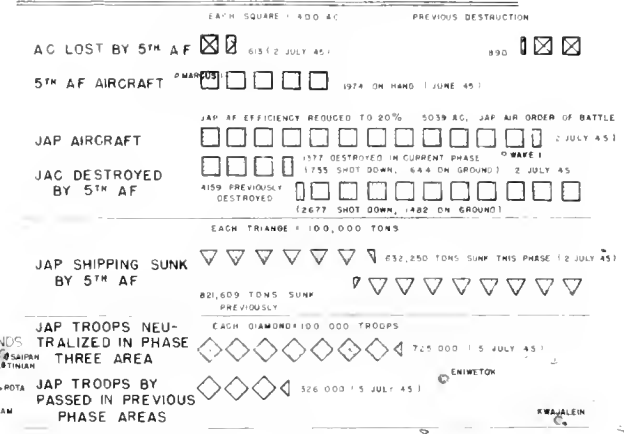 EACH SQUARE = 400 AC PREVIOUS DESTRUCTION
AC LOST BY 5TH AF 613 (2 JULY 45) 890
5TH AF AIRCRAFT MARCUS 1974 ON HAND (JUNE 45)
JAP AF EFFICIENCY REDUCED TO 20% 5039 AC, JAP AIR ORDER OF BATTLE
JAP AIRCRAFT 2 JULY 45)
1377 DESTROYED IN CURRENT PHASE WAKE I
JAC DESTROYED (755 SHOT DOWN, 644 ON GROUND) 2 JULY 45
BY 5TH AF 4159 PREVIOUSLY
DESTROYED
(2677 SHOT DOWN, 1482 ON GROUND)
EACH TRIANGE = 100,000 TONS
JAP SHIPPING SUNK 632,250 TONS SUNK THIS PHASE (2 JULY 45)
BY 5TH AF
821,609 TONS SUNK
PREVIOUSLY
JAP TROOPS NEU- EACH DIAMOND=100 000 TROOPS
NDS TRALIZED IN PHASE
SAIPAN THREE AREA 725 000 (5 JULY 45)
TINIAN
ENIWETOK
ROTA JAP TROOPS BY
PASSED IN PREVIOUS 326 000 (5 JULY 45)
AM PHASE AREAS KWAJALEIN